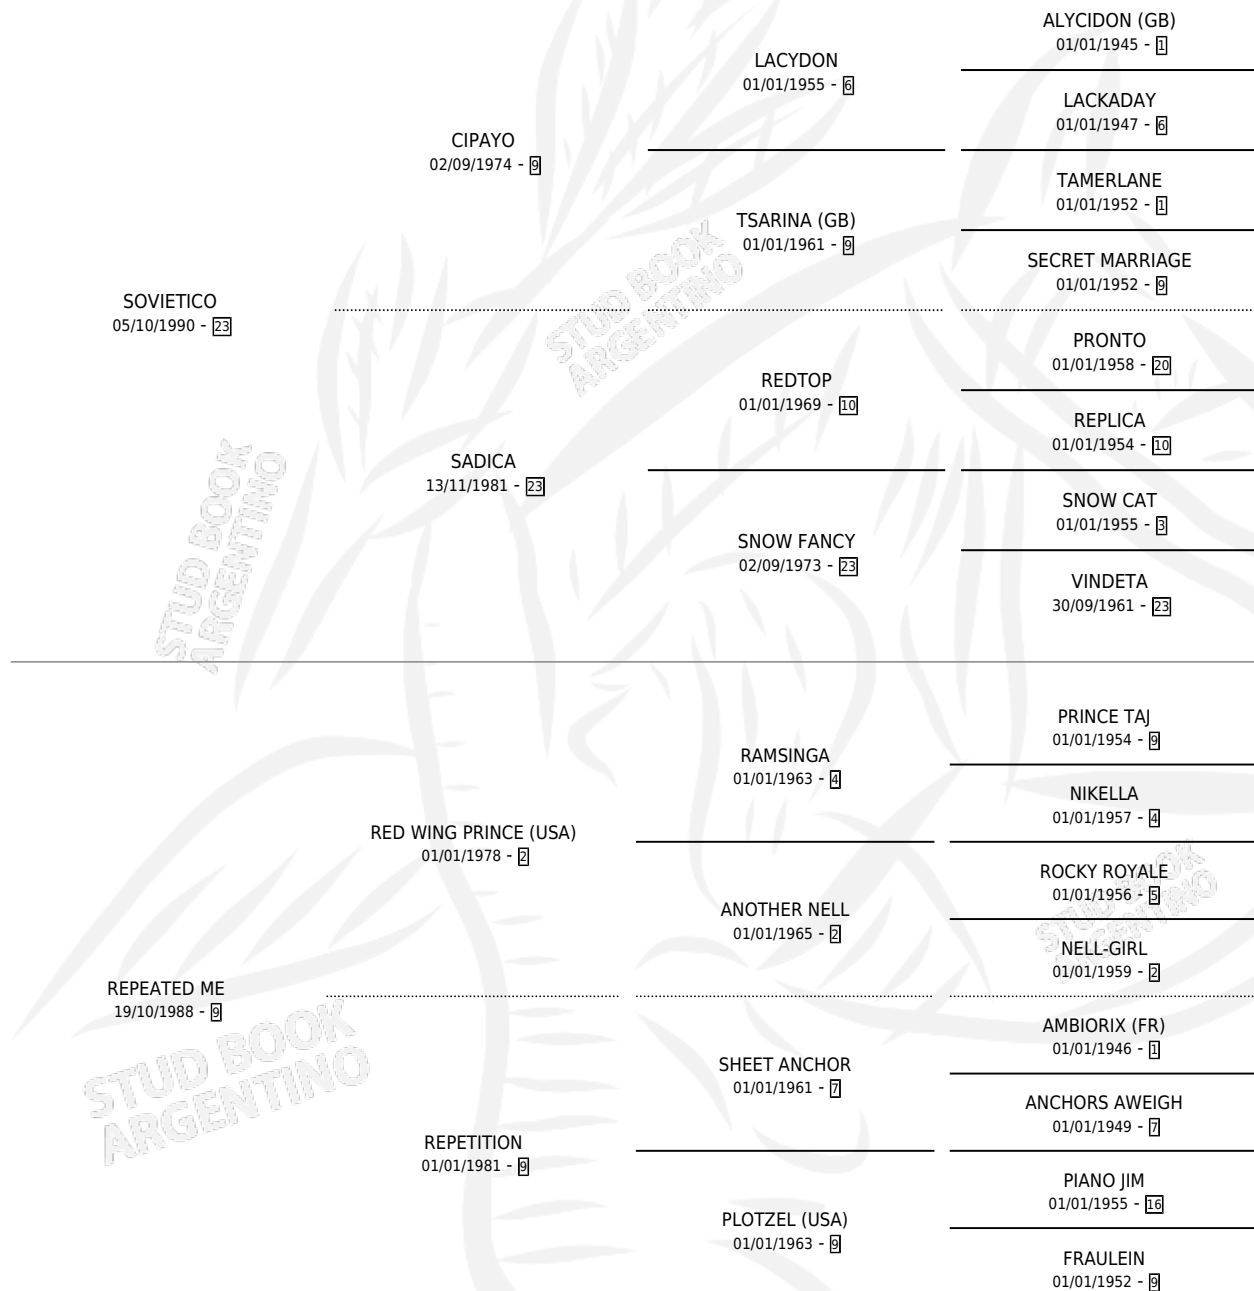 ALYCIDON (GB)
01/01/1945 - 1
LACYDON
01/01/1955 - 6
LACKADAY
01/01/1947 - 6
CIPAYO
02/09/1974 - 9
TAMERLANE
01/01/1952 - 1
TSARINA (GB)
01/01/1961 - 9
SECRET MARRIAGE
01/01/1952 - 9
SOVIETICO
05/10/1990 - 23
PRONTO
01/01/1958 - 20
REDTOP
01/01/1969 - 10
REPLICA
01/01/1954 - 10
SADICA
13/11/1981 - 23
SNOW CAT
01/01/1955 - 3
SNOW FANCY
02/09/1973 - 23
VINDETA
30/09/1961 - 23
PRINCE TAJ
01/01/1954 - 9
RAMSINGA
01/01/1963 - 4
NIKELLA
01/01/1957 - 4
RED WING PRINCE (USA)
01/01/1978 - 2
ROCKY ROYALE
01/01/1956 - 5
ANOTHER NELL
01/01/1965 - 2
NELL-GIRL
01/01/1959 - 2
REPEATED ME
19/10/1988 - 9
AMBIORIX (FR)
01/01/1946 - 1
SHEET ANCHOR
01/01/1961 - 7
ANCHORS AWEIGH
01/01/1949 - 7
REPETITION
01/01/1981 - 9
PIANO JIM
01/01/1955 - 16
PLOTZEL (USA)
01/01/1963 - 9
FRAULEIN
01/01/1952 - 9
STUD BOOK
ARGENTINO
STUD BOOK
ARGENTINO
STUD BOOK
ARGENTINO
STUD BOOK
ARGENTINO